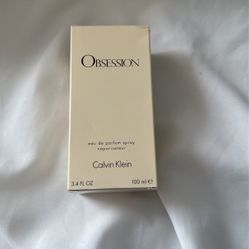 OBSESSION
eau de parfum spray
vaporisateur
Calvin Klein
3.4 FL OZ 100 ml ℮